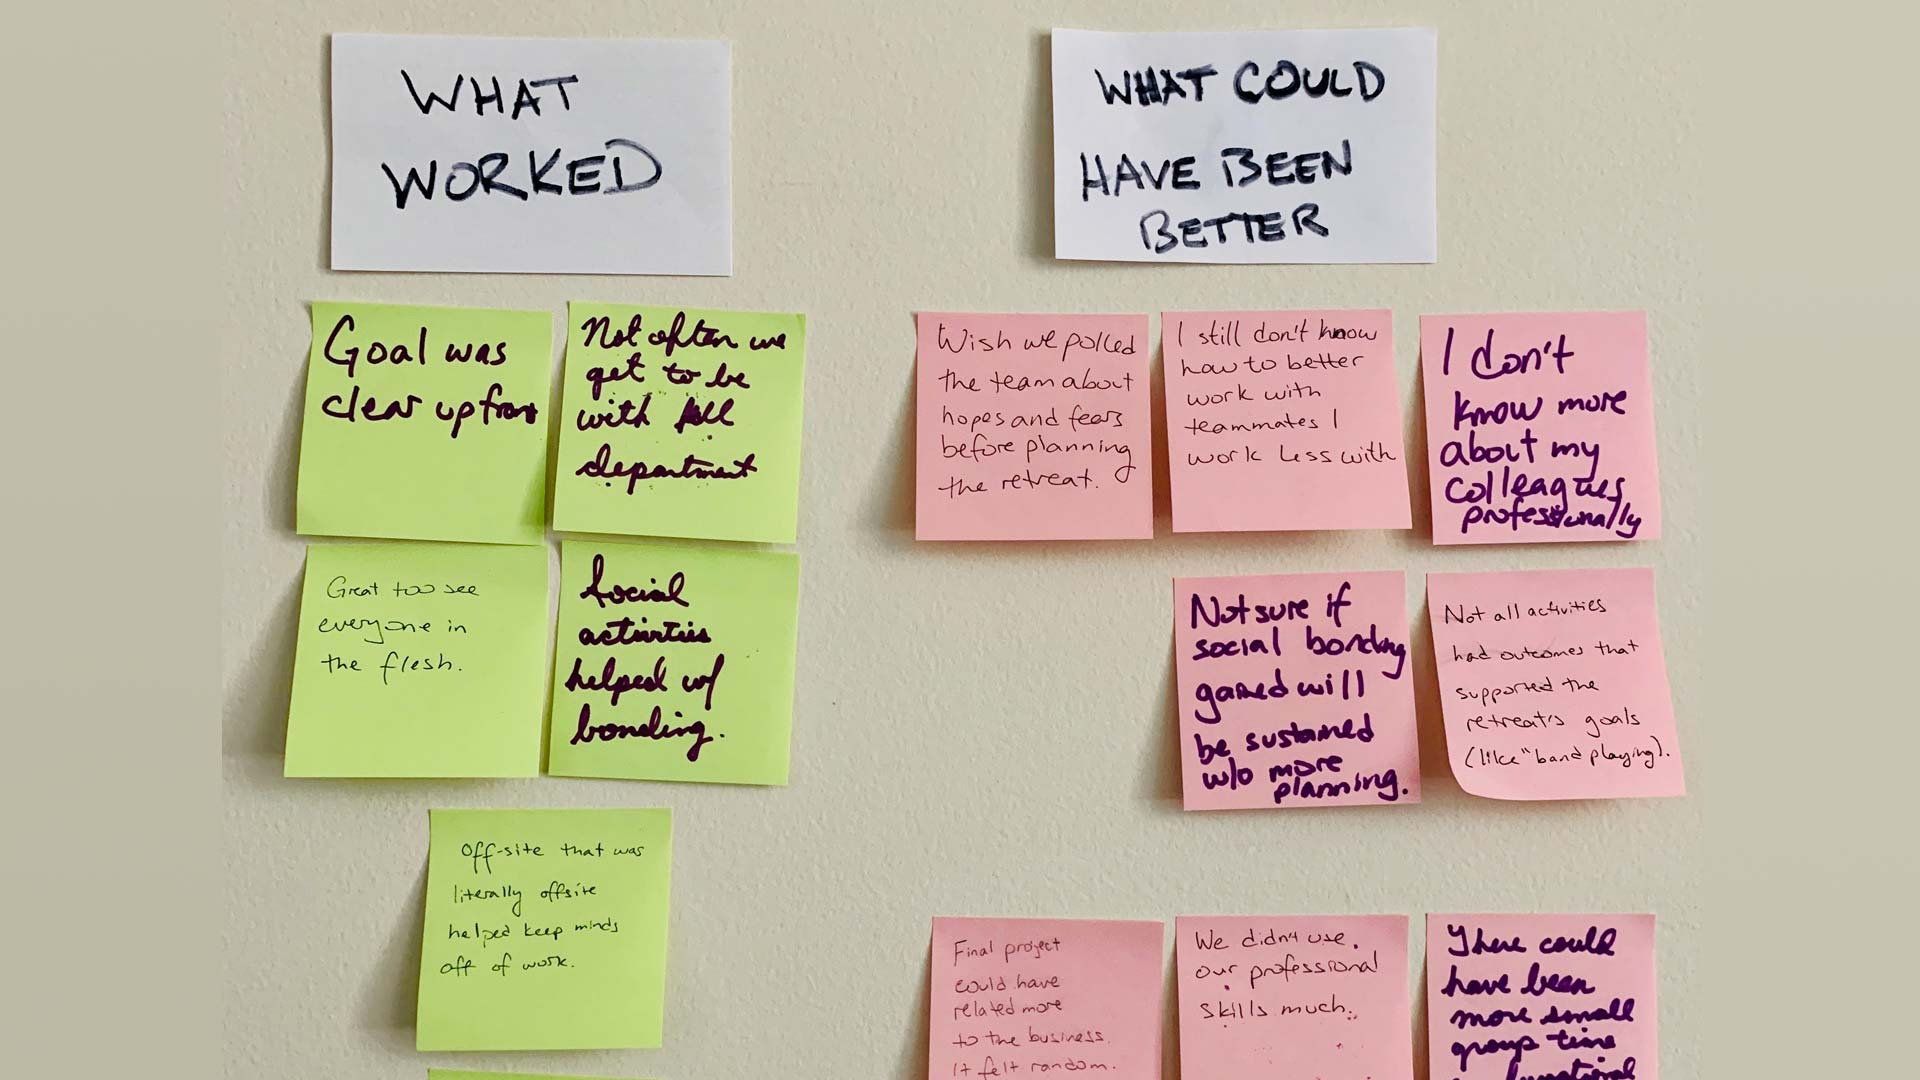 WHAT
WORKED
WHAT COULD
HAVE BEEN
BETTER
Goal was
clear upfront
Not often we
get to be
with full
department
Great too see
everyone in
the flesh.
Social
activities
helped w/
bonding.
Off-site that was
literally offsite
helped keep minds
off of work.
Wish we polled
the team about
hopes and fears
before planning
the retreat.
I still don't know
how to better
work with
teammates I
work less with
I don't
know more
about my
colleagues
professionally
Not sure if
social bonding
gained will
be sustained
w/o more
planning.
Not all activities
had outcomes that
supported the
retreat's goals
(like "band playing).
Final project
could have
related more
to the business.
It felt random.
We didn't use
our professional
skills much.
There could
have been
more small
group time